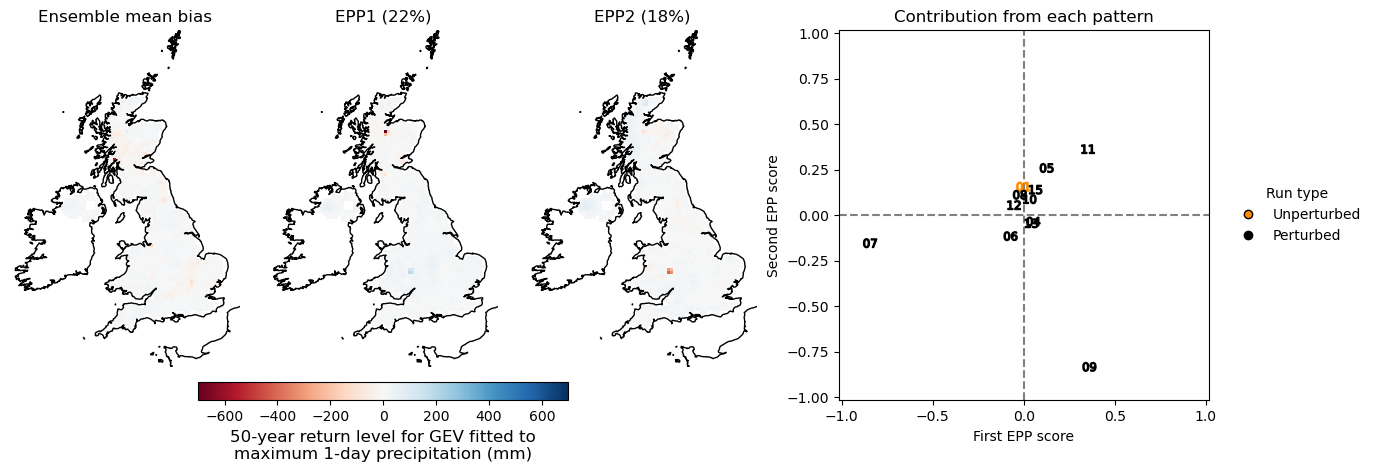 Ensemble mean bias
EPP1 (22%)
EPP2 (18%)
Contribution from each pattern
−600 −400 −200 0 200 400 600
50-year return level for GEV fitted to
maximum 1-day precipitation (mm)
Second EPP score
1.00
0.75
0.50
0.25
0.00
−0.25
−0.50
−0.75
−1.00
11
05
15
10
12
04
06
07
09
−1.0 −0.5 0.0 0.5 1.0
First EPP score
Run type
Unperturbed
Perturbed